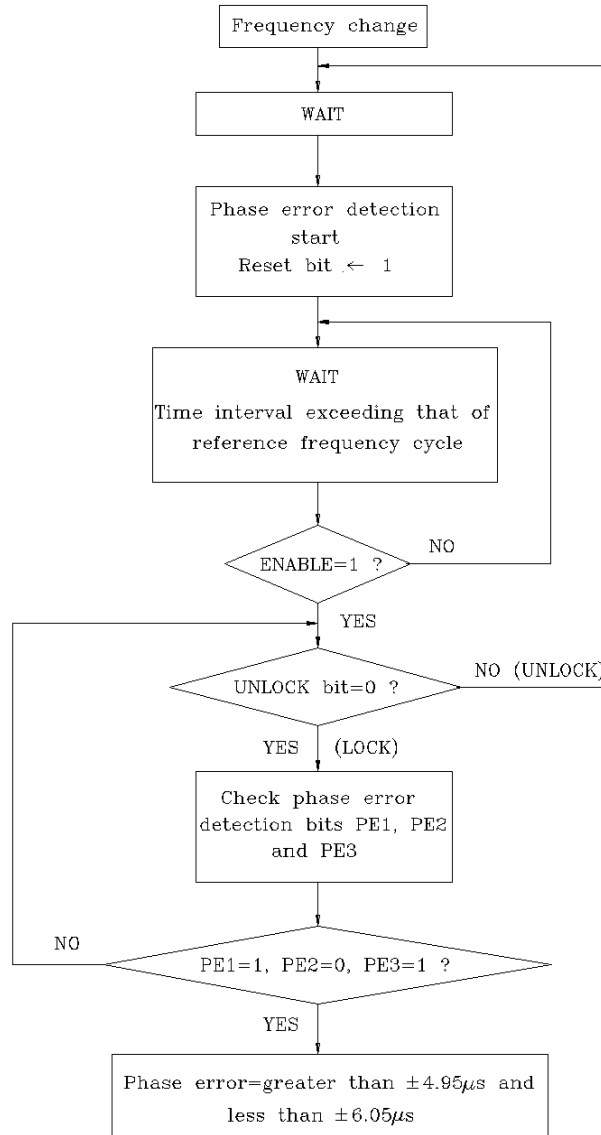 Frequency change
WAIT
Phase error detection
start
Reset bit ← 1
WAIT
Time interval exceeding that of
reference frequency cycle
ENABLE=1 ?
NO
YES
UNLOCK bit=0 ?
NO (UNLOCK)
YES (LOCK)
Check phase error
detection bits PE1, PE2
and PE3
NO
PE1=1, PE2=0, PE3=1 ?
YES
Phase error=greater than ±4.95μs and
less than ±6.05μs